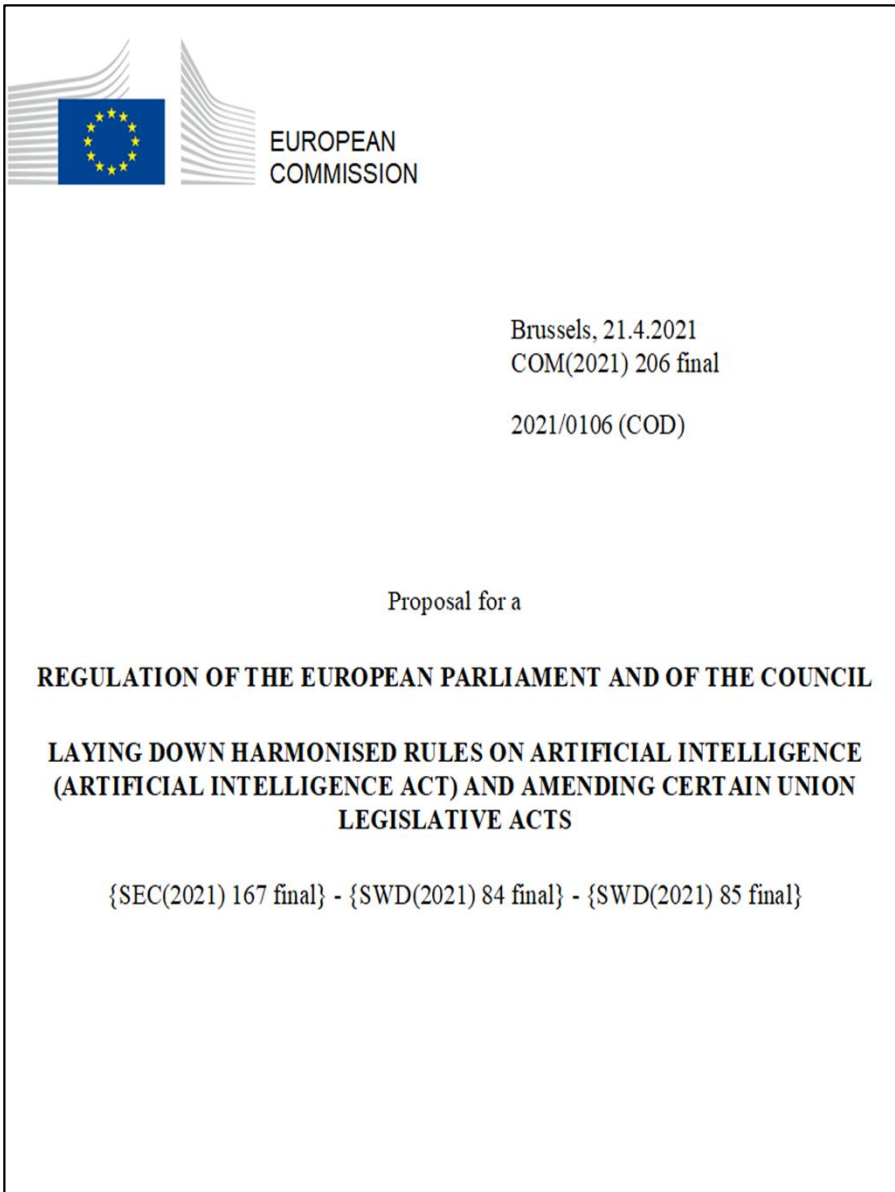 EUROPEAN
COMMISSION
Brussels, 21.4.2021
COM(2021) 206 final
2021/0106 (COD)
Proposal for a
REGULATION OF THE EUROPEAN PARLIAMENT AND OF THE COUNCIL
LAYING DOWN HARMONISED RULES ON ARTIFICIAL INTELLIGENCE
(ARTIFICIAL INTELLIGENCE ACT) AND AMENDING CERTAIN UNION
LEGISLATIVE ACTS
{SEC(2021) 167 final} - {SWD(2021) 84 final} - {SWD(2021) 85 final}